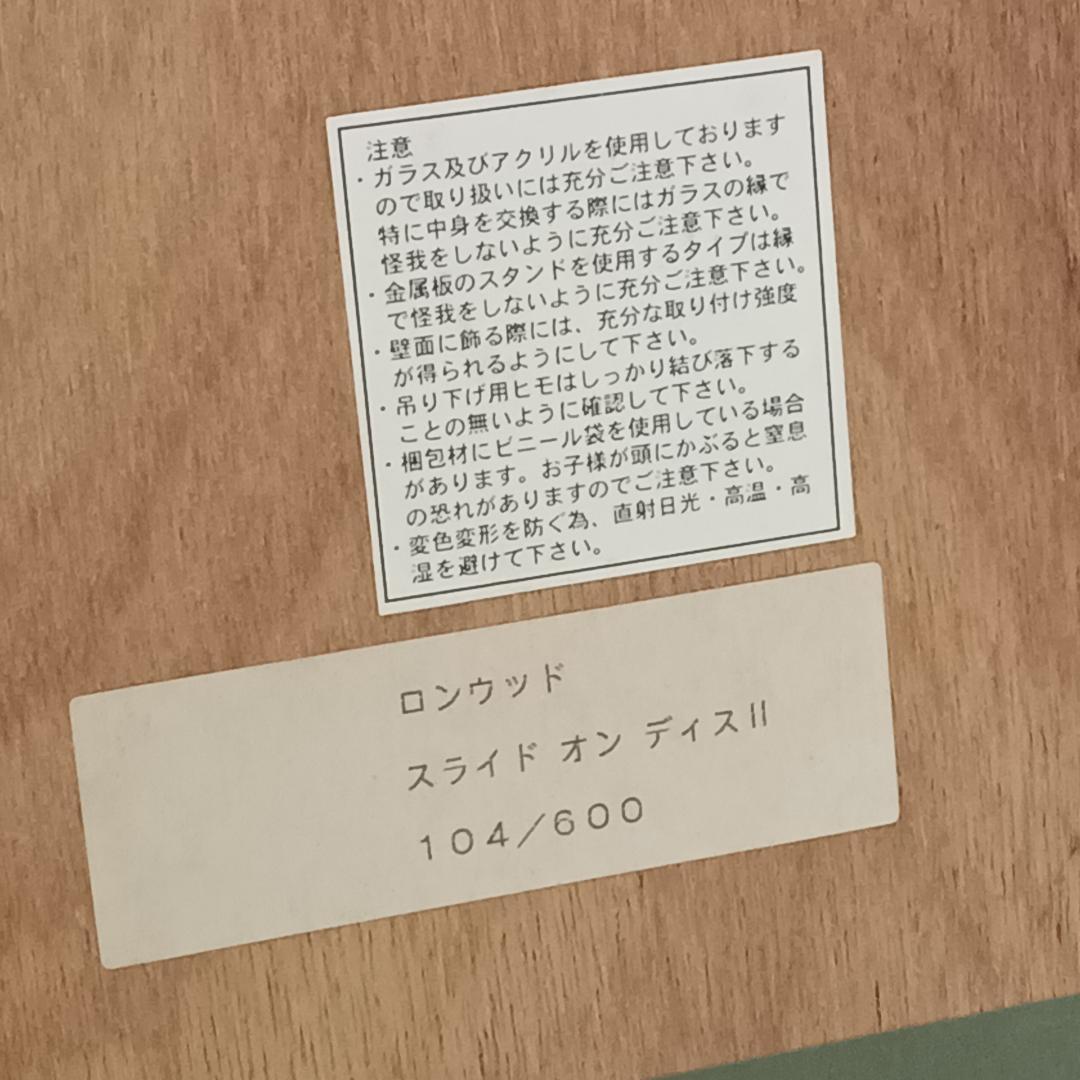 注意
・ガラス及びアクリルを使用しております
ので取り扱いには充分ご注意下さい。
特に中身を交換する際にはガラスの縁で
怪我をしないように充分ご注意下さい。
・金属板のスタンドを使用するタイプは縁
で怪我をしないように充分ご注意下さい。
・壁面に飾る際には、充分な取り付け強度
が得られるようにして下さい。
・吊り下げ用ヒモはしっかり結び落下する
ことの無いように確認して下さい。
・梱包材にビニール袋を使用している場合
があります。お子様が頭にかぶると窒息
の恐れがありますのでご注意下さい。
・変色変形を防ぐ為、直射日光・高温・高
湿を避けて下さい。
ロンウッド
スライド オン ディスⅡ
104/600